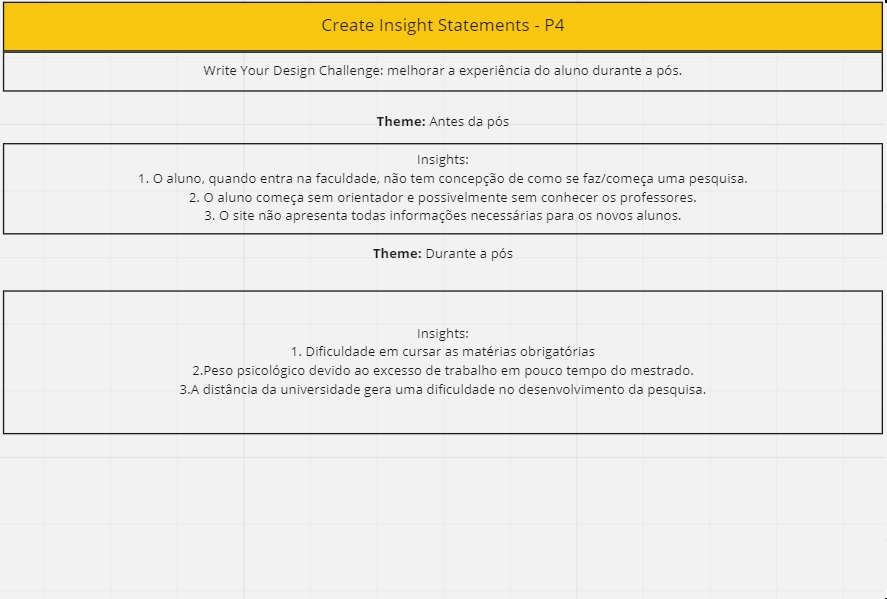 Create Insight Statements - P4
Write Your Design Challenge: melhorar a experiência do aluno durante a pós.
Theme: Antes da pós
Insights:
1. O aluno, quando entra na faculdade, não tem concepção de como se faz/começa uma pesquisa.
2. O aluno começa sem orientador e possivelmente sem conhecer os professores.
3. O site não apresenta todas informações necessárias para os novos alunos.
Theme: Durante a pós
Insights:
1. Dificuldade em cursar as matérias obrigatórias
2.Peso psicológico devido ao excesso de trabalho em pouco tempo do mestrado.
3.A distância da universidade gera uma dificuldade no desenvolvimento da pesquisa.